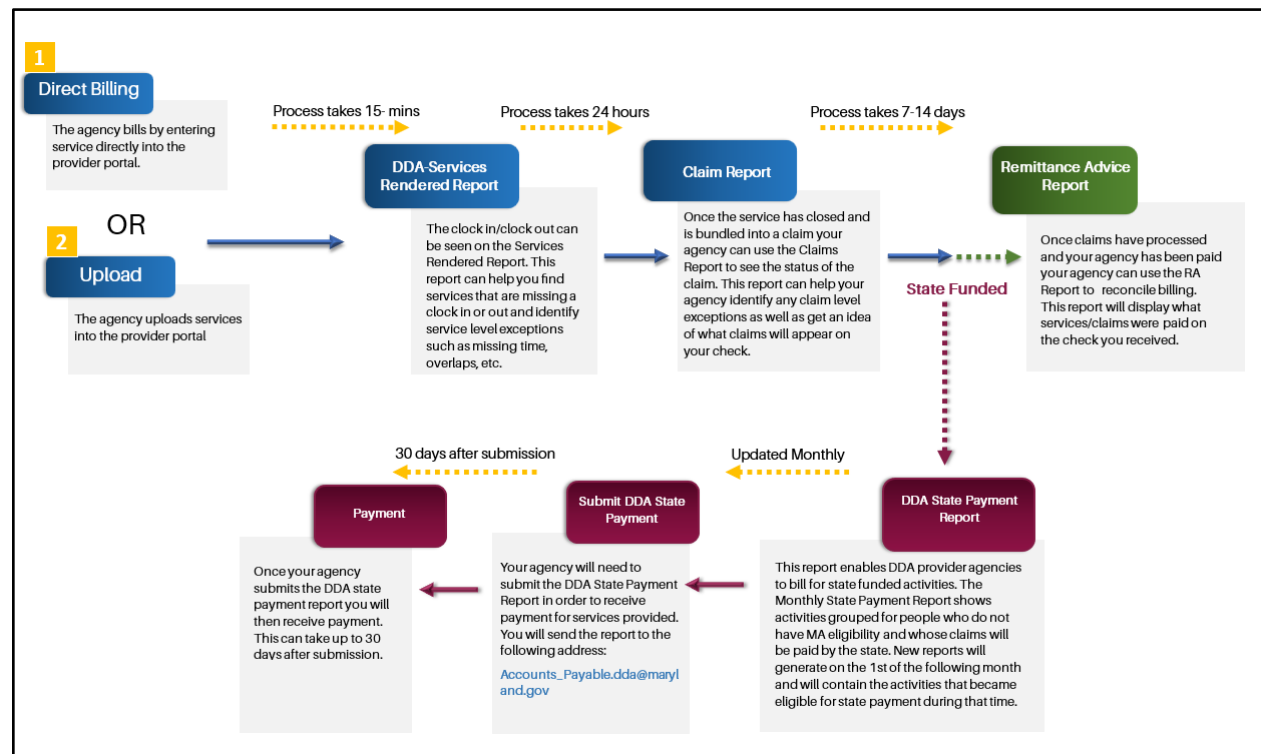 1
Direct Billing
The agency bills by entering
service directly into the
provider portal.
OR
2
Upload
The agency uploads services
into the provider portal
Process takes 15- mins
DDA-Services
Rendered Report
The clock in/clock out can
be seen on the Services
Rendered Report. This
report can help you find
services that are missing a
clock in or out and identify
service level exceptions
such as missing time,
overlaps, etc.
Process takes 24 hours
Claim Report
Once the service has closed and
is bundled into a claim your
agency can use the Claims
Report to see the status of the
claim. This report can help your
agency identify any claim level
exceptions as well as get an idea
of what claims will appear on
your check.
Process takes 7-14 days
Remittance Advice
Report
Once claims have processed
and your agency has been paid
your agency can use the RA
Report to reconcile billing.
This report will display what
services/claims were paid on
the check you received.
State Funded
DDA State Payment
Report
This report enables DDA provider agencies
to bill for state funded activities. The
Monthly State Payment Report shows
activities grouped for people who do not
have MA eligibility and whose claims will
be paid by the state. New reports will
generate on the 1st of the following month
and will contain the activities that became
eligible for state payment during that time.
Updated Monthly
Submit DDA State
Payment
Your agency will need to
submit the DDA State Payment
Report in order to receive
payment for services provided.
You will send the report to the
following address:
Accounts_Payable.dda@maryl
and.gov
30 days after submission
Payment
Once your agency
submits the DDA state
payment report you will
then receive payment.
This can take up to 30
days after submission.